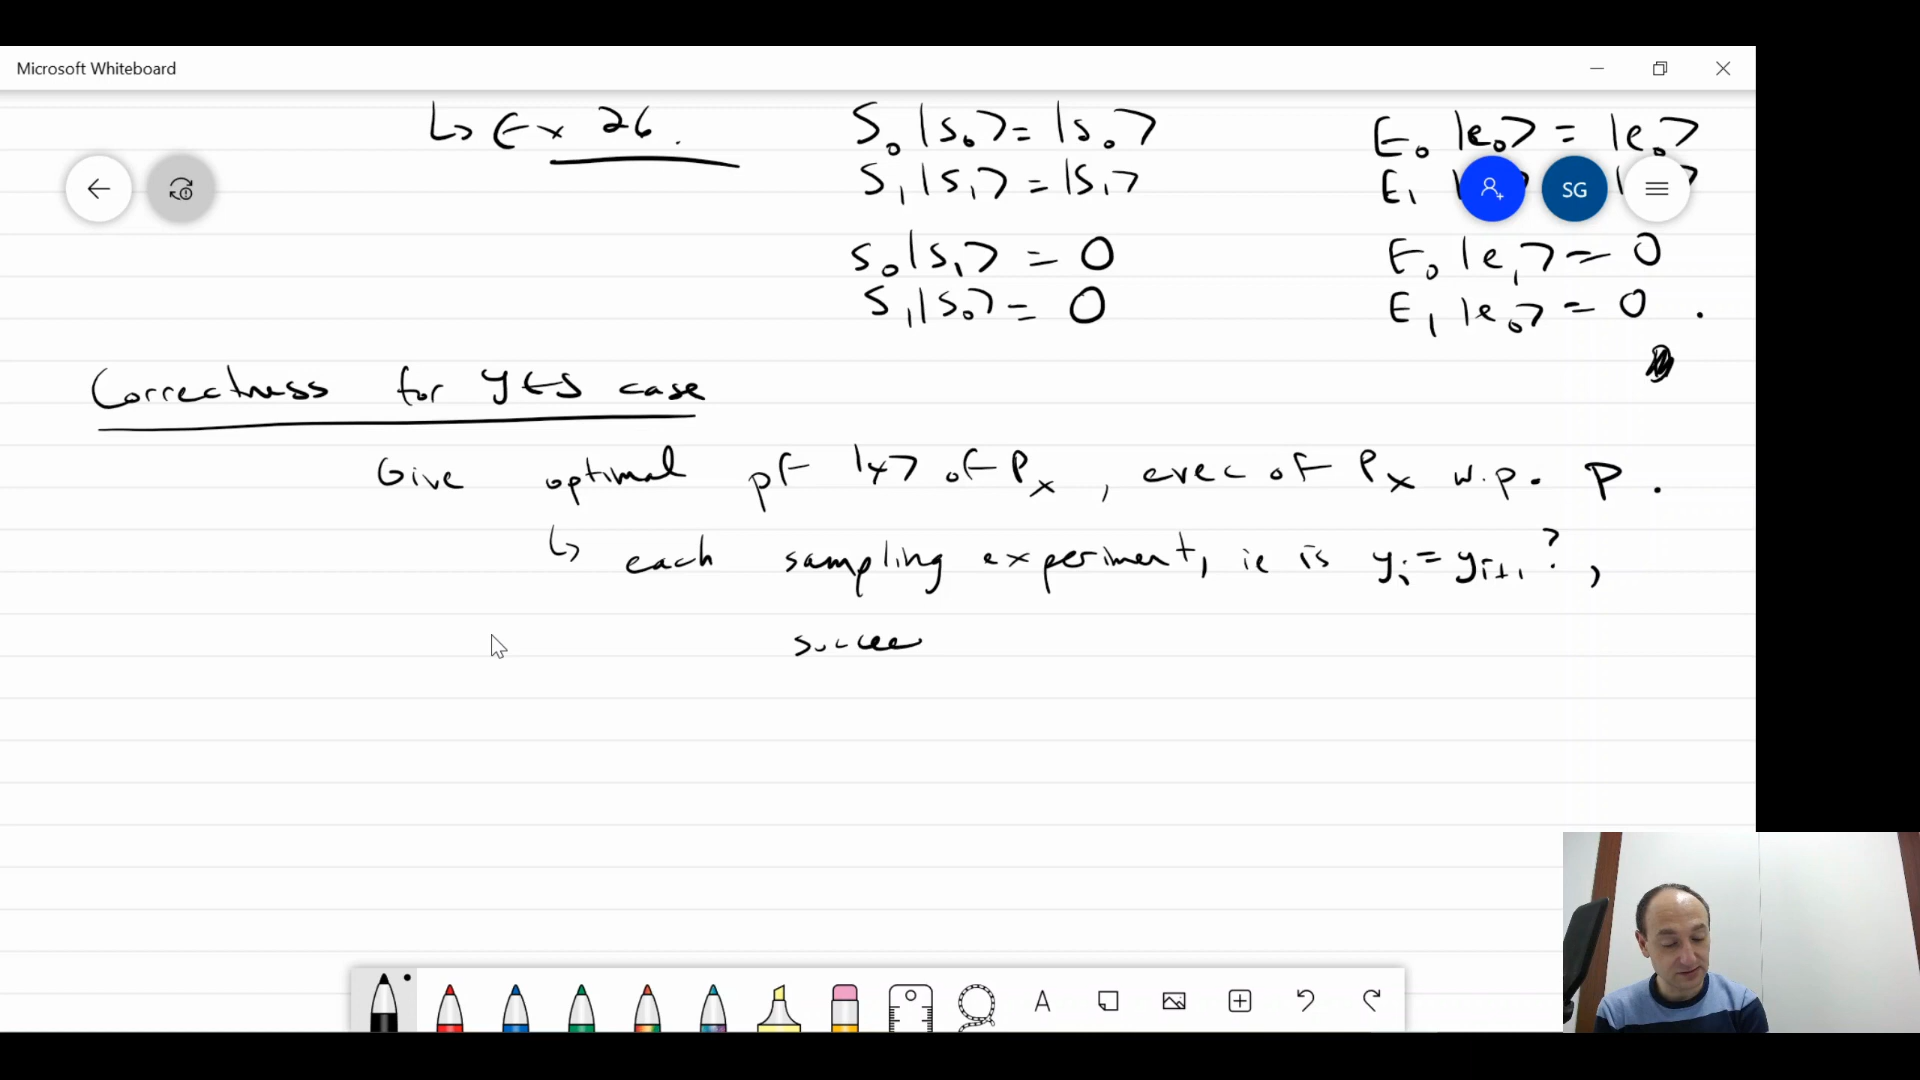 Microsoft Whiteboard
↳ Ex 26.
S₀|s₀⟩=|s₀⟩
E₀|e₀⟩=|e₀⟩
S₁|s₁⟩=|s₁⟩
E₁
SG
S₀|s₁⟩=0
E₀|e₁⟩=0
S₁|s₀⟩=0
E₁|e₀⟩=0.
Correctness for YES case
Give optimal pf |ψ⟩ of Pₓ, evec of Pₓ w.p. p.
↳ each sampling experiment, ie is yᵢ=yᵢ₊₁?,
succee